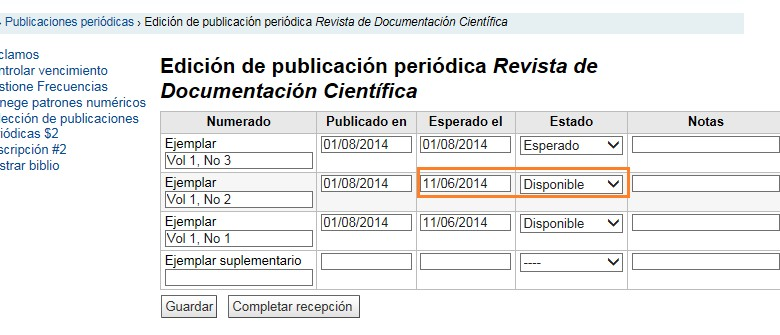 › Publicaciones periódicas › Edición de publicación periódica Revista de Documentación Científica
clamos
ntrolar vencimiento
estione Frecuencias
nege patrones numéricos
lección de publicaciones
riódicas $2
scripción #2
strar biblio
Edición de publicación periódica Revista de
Documentación Científica
Numerado Publicado en Esperado el Estado Notas
Ejemplar 01/08/2014 01/08/2014 Esperado
Vol 1, No 3
Ejemplar 01/08/2014 11/06/2014 Disponible
Vol 1, No 2
Ejemplar 01/08/2014 11/06/2014 Disponible
Vol 1, No 1
Ejemplar suplementario ----
Guardar Completar recepción